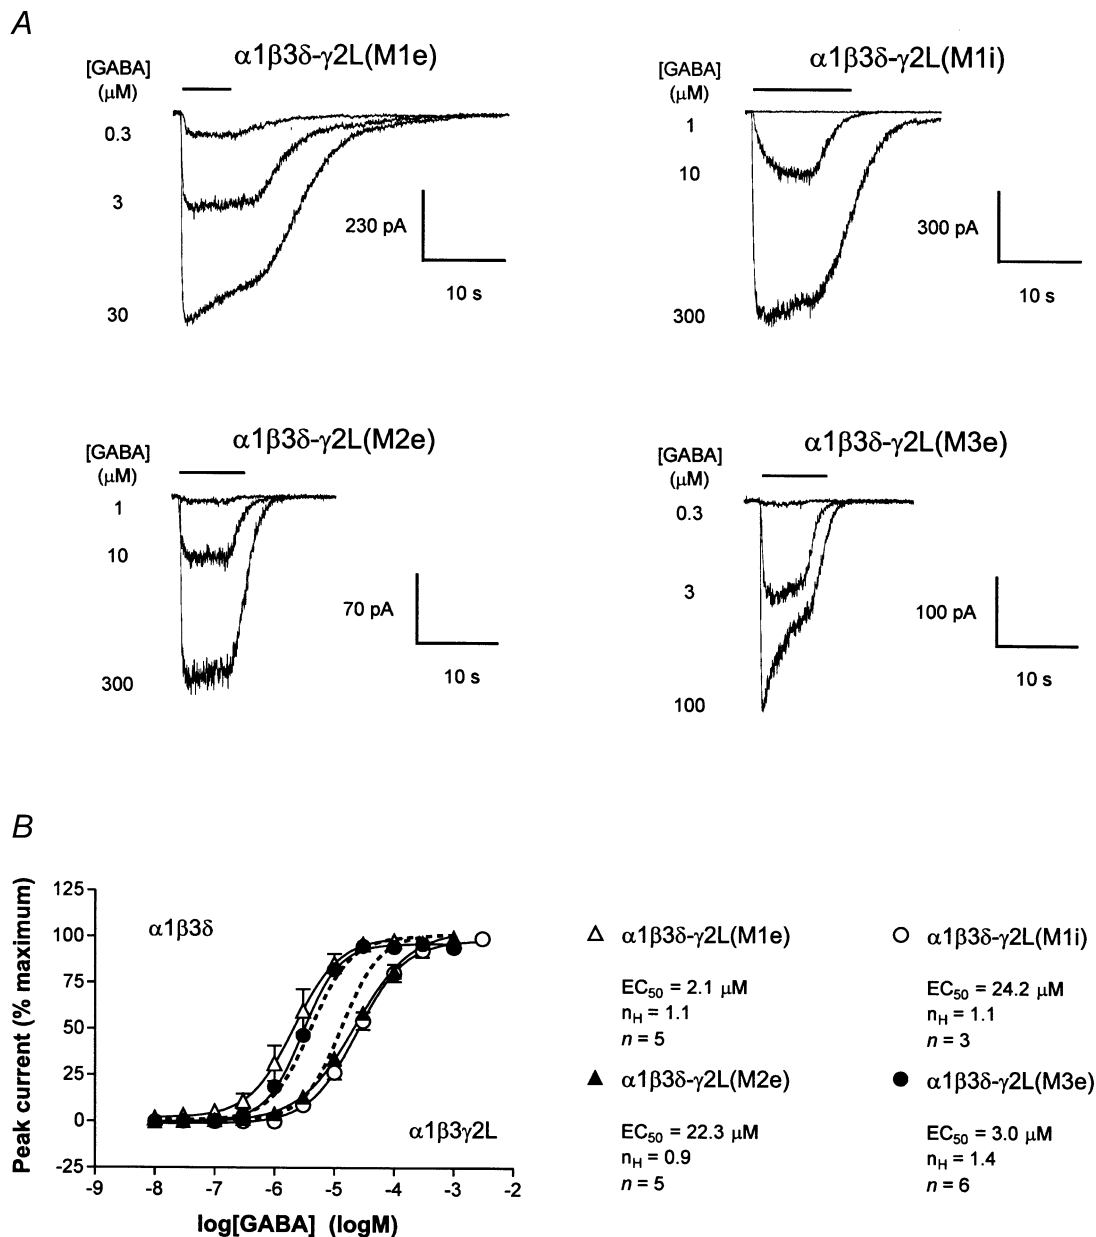 A
α1β3δ-γ2L(M1e)
[GABA]
(μM)
0.3
3
30
230 pA
10 s
α1β3δ-γ2L(M1i)
[GABA]
(μM)
1
10
300
300 pA
10 s
α1β3δ-γ2L(M2e)
[GABA]
(μM)
1
10
300
70 pA
10 s
α1β3δ-γ2L(M3e)
[GABA]
(μM)
0.3
3
100
100 pA
10 s
B
Peak current (% maximum)
125
100
75
50
25
0
-25
-9 -8 -7 -6 -5 -4 -3 -2
log[GABA] (logM)
α1β3δ
α1β3γ2L
α1β3δ-γ2L(M1e)
EC50 = 2.1 μM
nH = 1.1
n = 5
α1β3δ-γ2L(M1i)
EC50 = 24.2 μM
nH = 1.1
n = 3
α1β3δ-γ2L(M2e)
EC50 = 22.3 μM
nH = 0.9
n = 5
α1β3δ-γ2L(M3e)
EC50 = 3.0 μM
nH = 1.4
n = 6